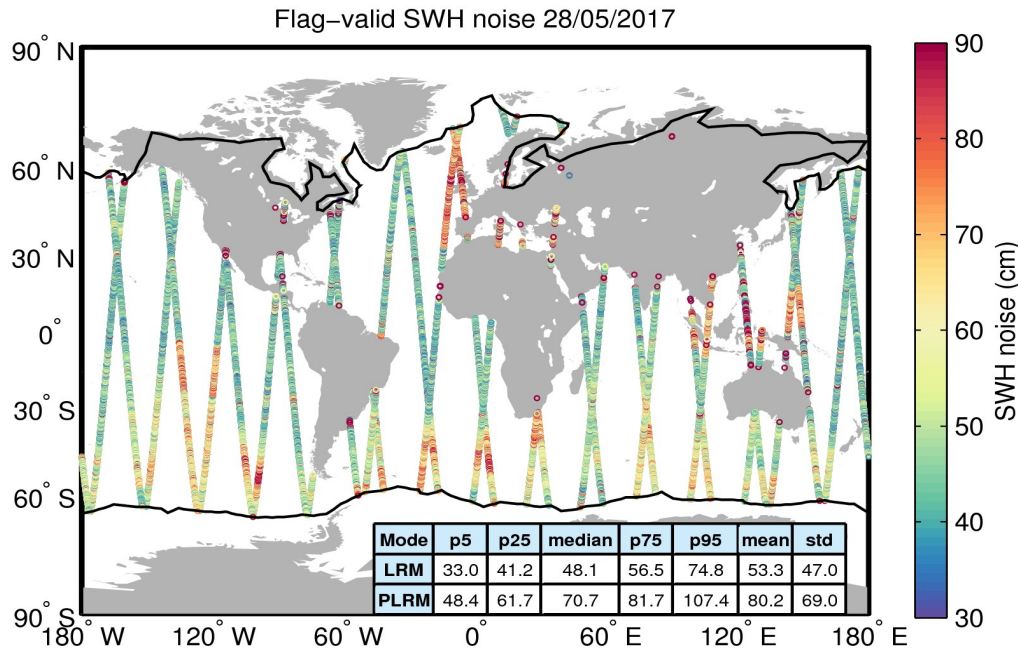 Flag−valid SWH noise 28/05/2017
90° N
60° N
30° N
0°
30° S
60° S
90° S
180° W
120° W
60° W
0°
60° E
120° E
180° E
90
80
70
60
50
40
30
SWH noise (cm)
Mode p5 p25 median p75 p95 mean std
LRM 33.0 41.2 48.1 56.5 74.8 53.3 47.0
PLRM 48.4 61.7 70.7 81.7 107.4 80.2 69.0